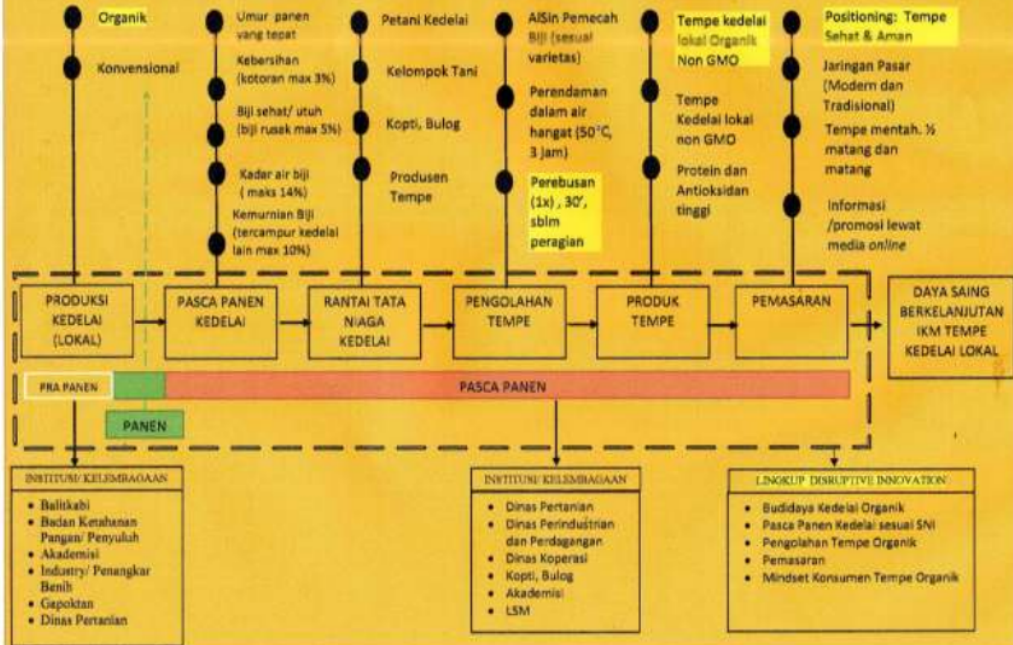 Organik
Konvensional
Umur panen
yang tepat
Kebersihan
(kotoran max 3%)
Biji sehat/ utuh
(biji rusak max 5%)
Kadar air biji
( maks 14%)
Kemurnian Biji
(tercampur kedelai
lain max 10%)
Petani Kedelai
Kelompok Tani
Kopti, Bulog
Produsen
Tempe
AlSin Pemecah
Biji (sesuai
varietas)
Perendaman
dalam air
hangat (50°C,
3 jam)
Perebusan
(1x) , 30',
sblm
peragian
Tempe kedelai
lokal Organik
Non GMO
Tempe
Kedelai lokal
non GMO
Protein dan
Antioksidan
tinggi
Positioning: Tempe
Sehat & Aman
Jaringan Pasar
(Modern dan
Tradisional)
Tempe mentah. ½
matang dan
matang
Informasi
/promosi lewat
media online
PRODUKSI
KEDELAI
(LOKAL)
PASCA PANEN
KEDELAI
RANTAI TATA
NIAGA
KEDELAI
PENGOLAHAN
TEMPE
PRODUK
TEMPE
PEMASARAN
DAYA SAING
BERKELANJUTAN
IKM TEMPE
KEDELAI LOKAL
PRA PANEN
PASCA PANEN
PANEN
INSTITUSI/ KELEMBAGAAN
• Balitkabi
• Badan Ketahanan
Pangan/ Penyuluh
• Akademisi
• Industry/ Penangkar
Benih
• Gapoktan
• Dinas Pertanian
INSTITUSI/ KELEMBAGAAN
• Dinas Pertanian
• Dinas Perindustrian
dan Perdagangan
• Dinas Koperasi
• Kopti, Bulog
• Akademisi
• LSM
LINGKUP DISRUPTIVE INNOVATION
• Budidaya Kedelai Organik
• Pasca Panen Kedelai sesuai SNI
• Pengolahan Tempe Organik
• Pemasaran
• Mindset Konsumen Tempe Organik